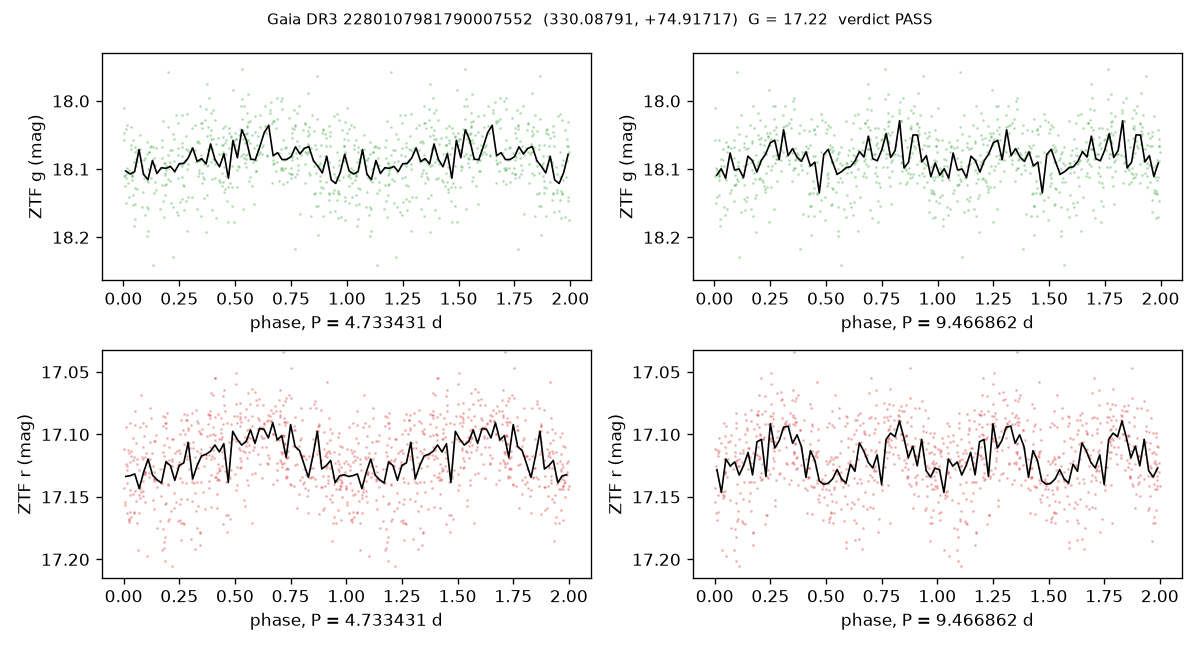 Gaia DR3 2280107981790007552 (330.08791, +74.91717) G = 17.22 verdict PASS
ZTF g (mag)
18.0
18.1
18.2
0.00 0.25 0.50 0.75 1.00 1.25 1.50 1.75 2.00
phase, P = 4.733431 d
ZTF g (mag)
18.0
18.1
18.2
0.00 0.25 0.50 0.75 1.00 1.25 1.50 1.75 2.00
phase, P = 9.466862 d
ZTF r (mag)
17.05
17.10
17.15
17.20
0.00 0.25 0.50 0.75 1.00 1.25 1.50 1.75 2.00
phase, P = 4.733431 d
ZTF r (mag)
17.05
17.10
17.15
17.20
0.00 0.25 0.50 0.75 1.00 1.25 1.50 1.75 2.00
phase, P = 9.466862 d